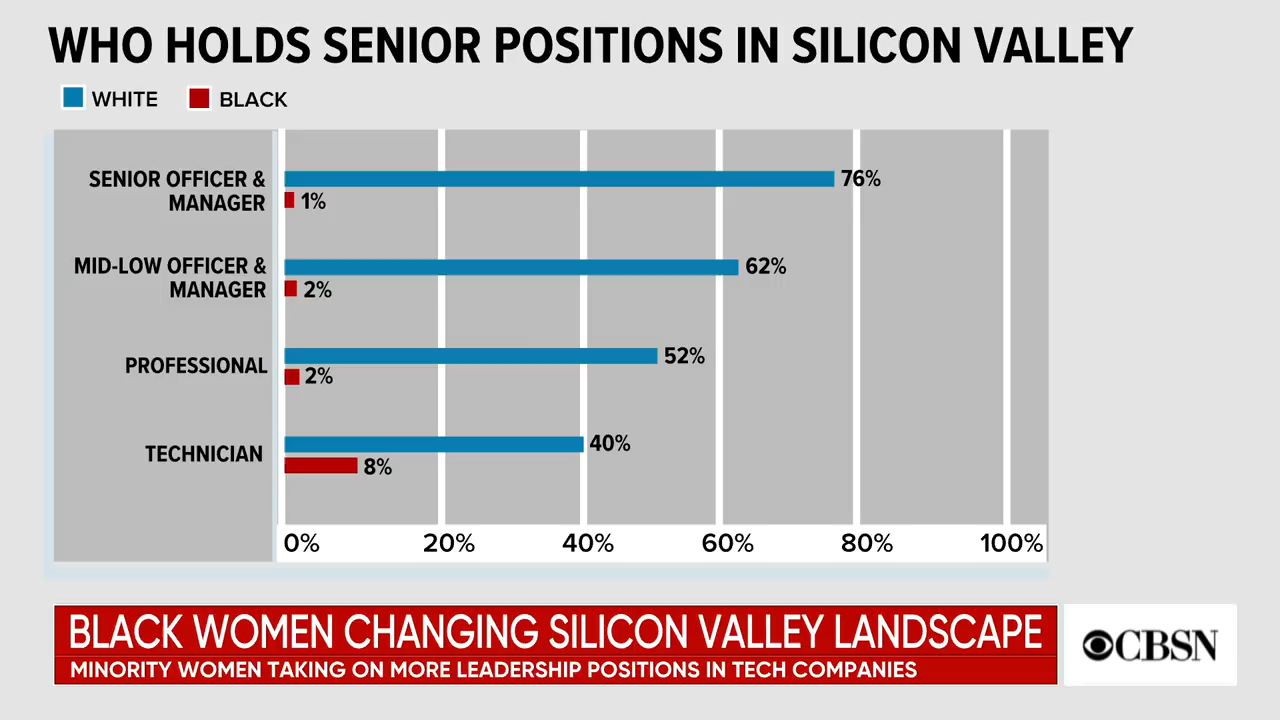 WHO HOLDS SENIOR POSITIONS IN SILICON VALLEY
WHITE BLACK
SENIOR OFFICER &
MANAGER
76%
1%
MID-LOW OFFICER &
MANAGER
62%
2%
PROFESSIONAL
52%
2%
TECHNICIAN
40%
8%
0% 20% 40% 60% 80% 100%
BLACK WOMEN CHANGING SILICON VALLEY LANDSCAPE
MINORITY WOMEN TAKING ON MORE LEADERSHIP POSITIONS IN TECH COMPANIES
CBSN